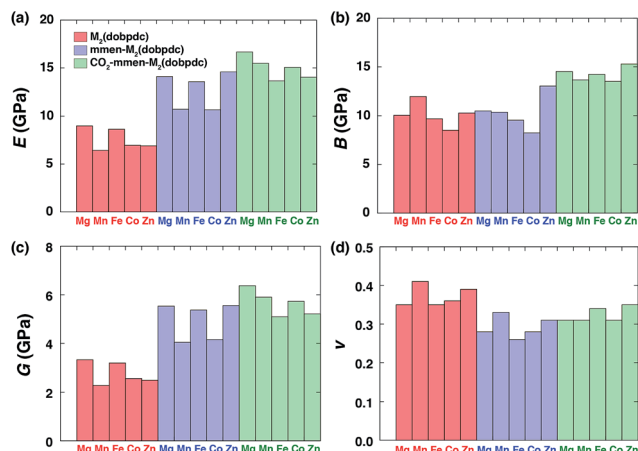 (a)
20
15
10
5
0
E (GPa)
M2(dobpdc)
mmen-M2(dobpdc)
CO2-mmen-M2(dobpdc)
Mg Mn Fe Co Zn Mg Mn Fe Co Zn Mg Mn Fe Co Zn
(b)
20
15
10
5
0
B (GPa)
Mg Mn Fe Co Zn Mg Mn Fe Co Zn Mg Mn Fe Co Zn
(c)
8
6
4
2
0
G (GPa)
Mg Mn Fe Co Zn Mg Mn Fe Co Zn Mg Mn Fe Co Zn
(d)
0.5
0.4
0.3
0.2
0.1
0.0
v
Mg Mn Fe Co Zn Mg Mn Fe Co Zn Mg Mn Fe Co Zn